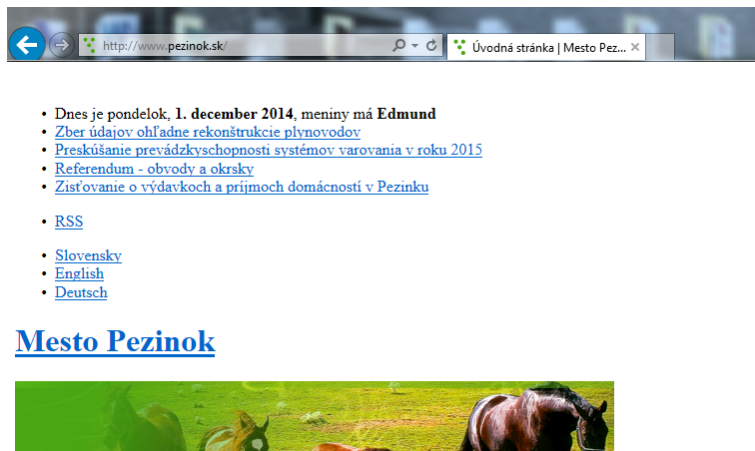 http://www.pezinok.sk/
Úvodná stránka | Mesto Pez...
Dnes je pondelok, 1. december 2014, meniny má Edmund
Zber údajov ohľadne rekonštrukcie plynovodov
Preskúšanie prevádzkyschopnosti systémov varovania v roku 2015
Referendum - obvody a okrsky
Zisťovanie o výdavkoch a príjmoch domácností v Pezinku
RSS
Slovensky
English
Deutsch
Mesto Pezinok